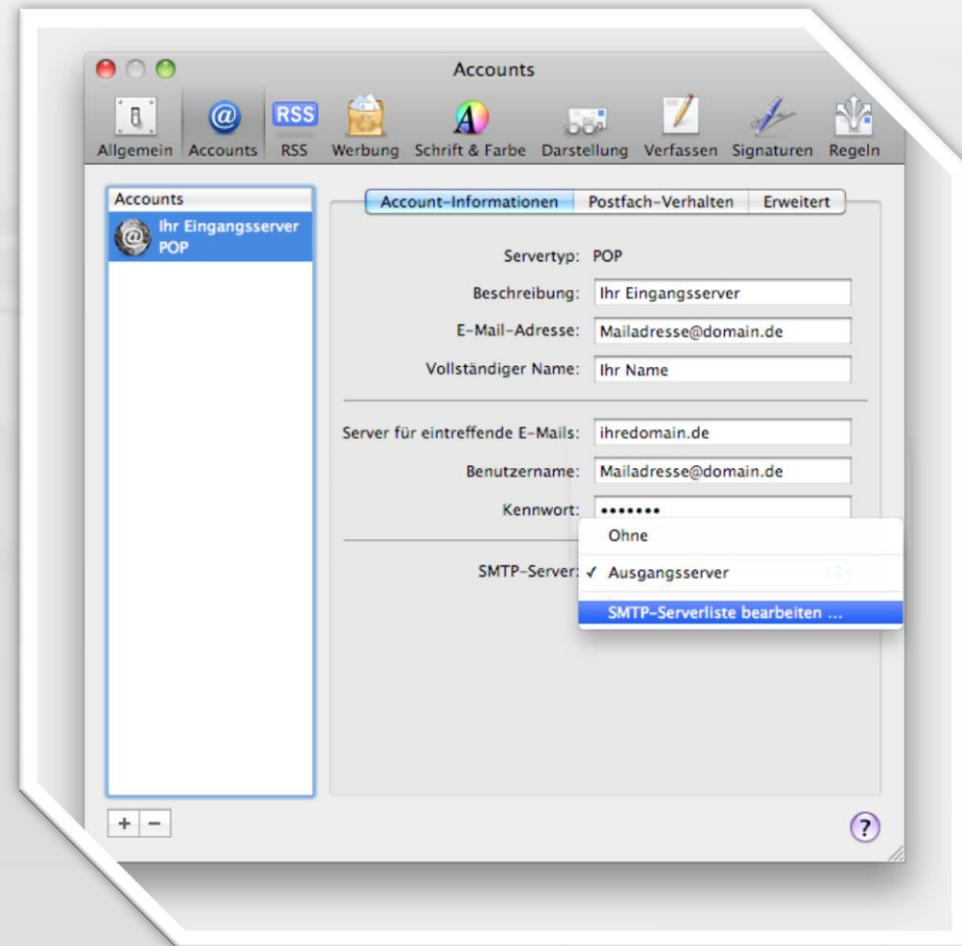 Accounts
Allgemein Accounts RSS Werbung Schrift & Farbe Darstellung Verfassen Signaturen Regeln
RSS
Accounts
Ihr Eingangsserver
POP
Account-Informationen Postfach-Verhalten Erweitert
Servertyp: POP
Beschreibung: Ihr Eingangsserver
E-Mail-Adresse: Mailadresse@domain.de
Vollständiger Name: Ihr Name
Server für eintreffende E-Mails: ihredomain.de
Benutzername: Mailadresse@domain.de
Kennwort: •••••••
Ohne
SMTP-Server: ✓ Ausgangsserver
SMTP-Serverliste bearbeiten ...
+ − ?